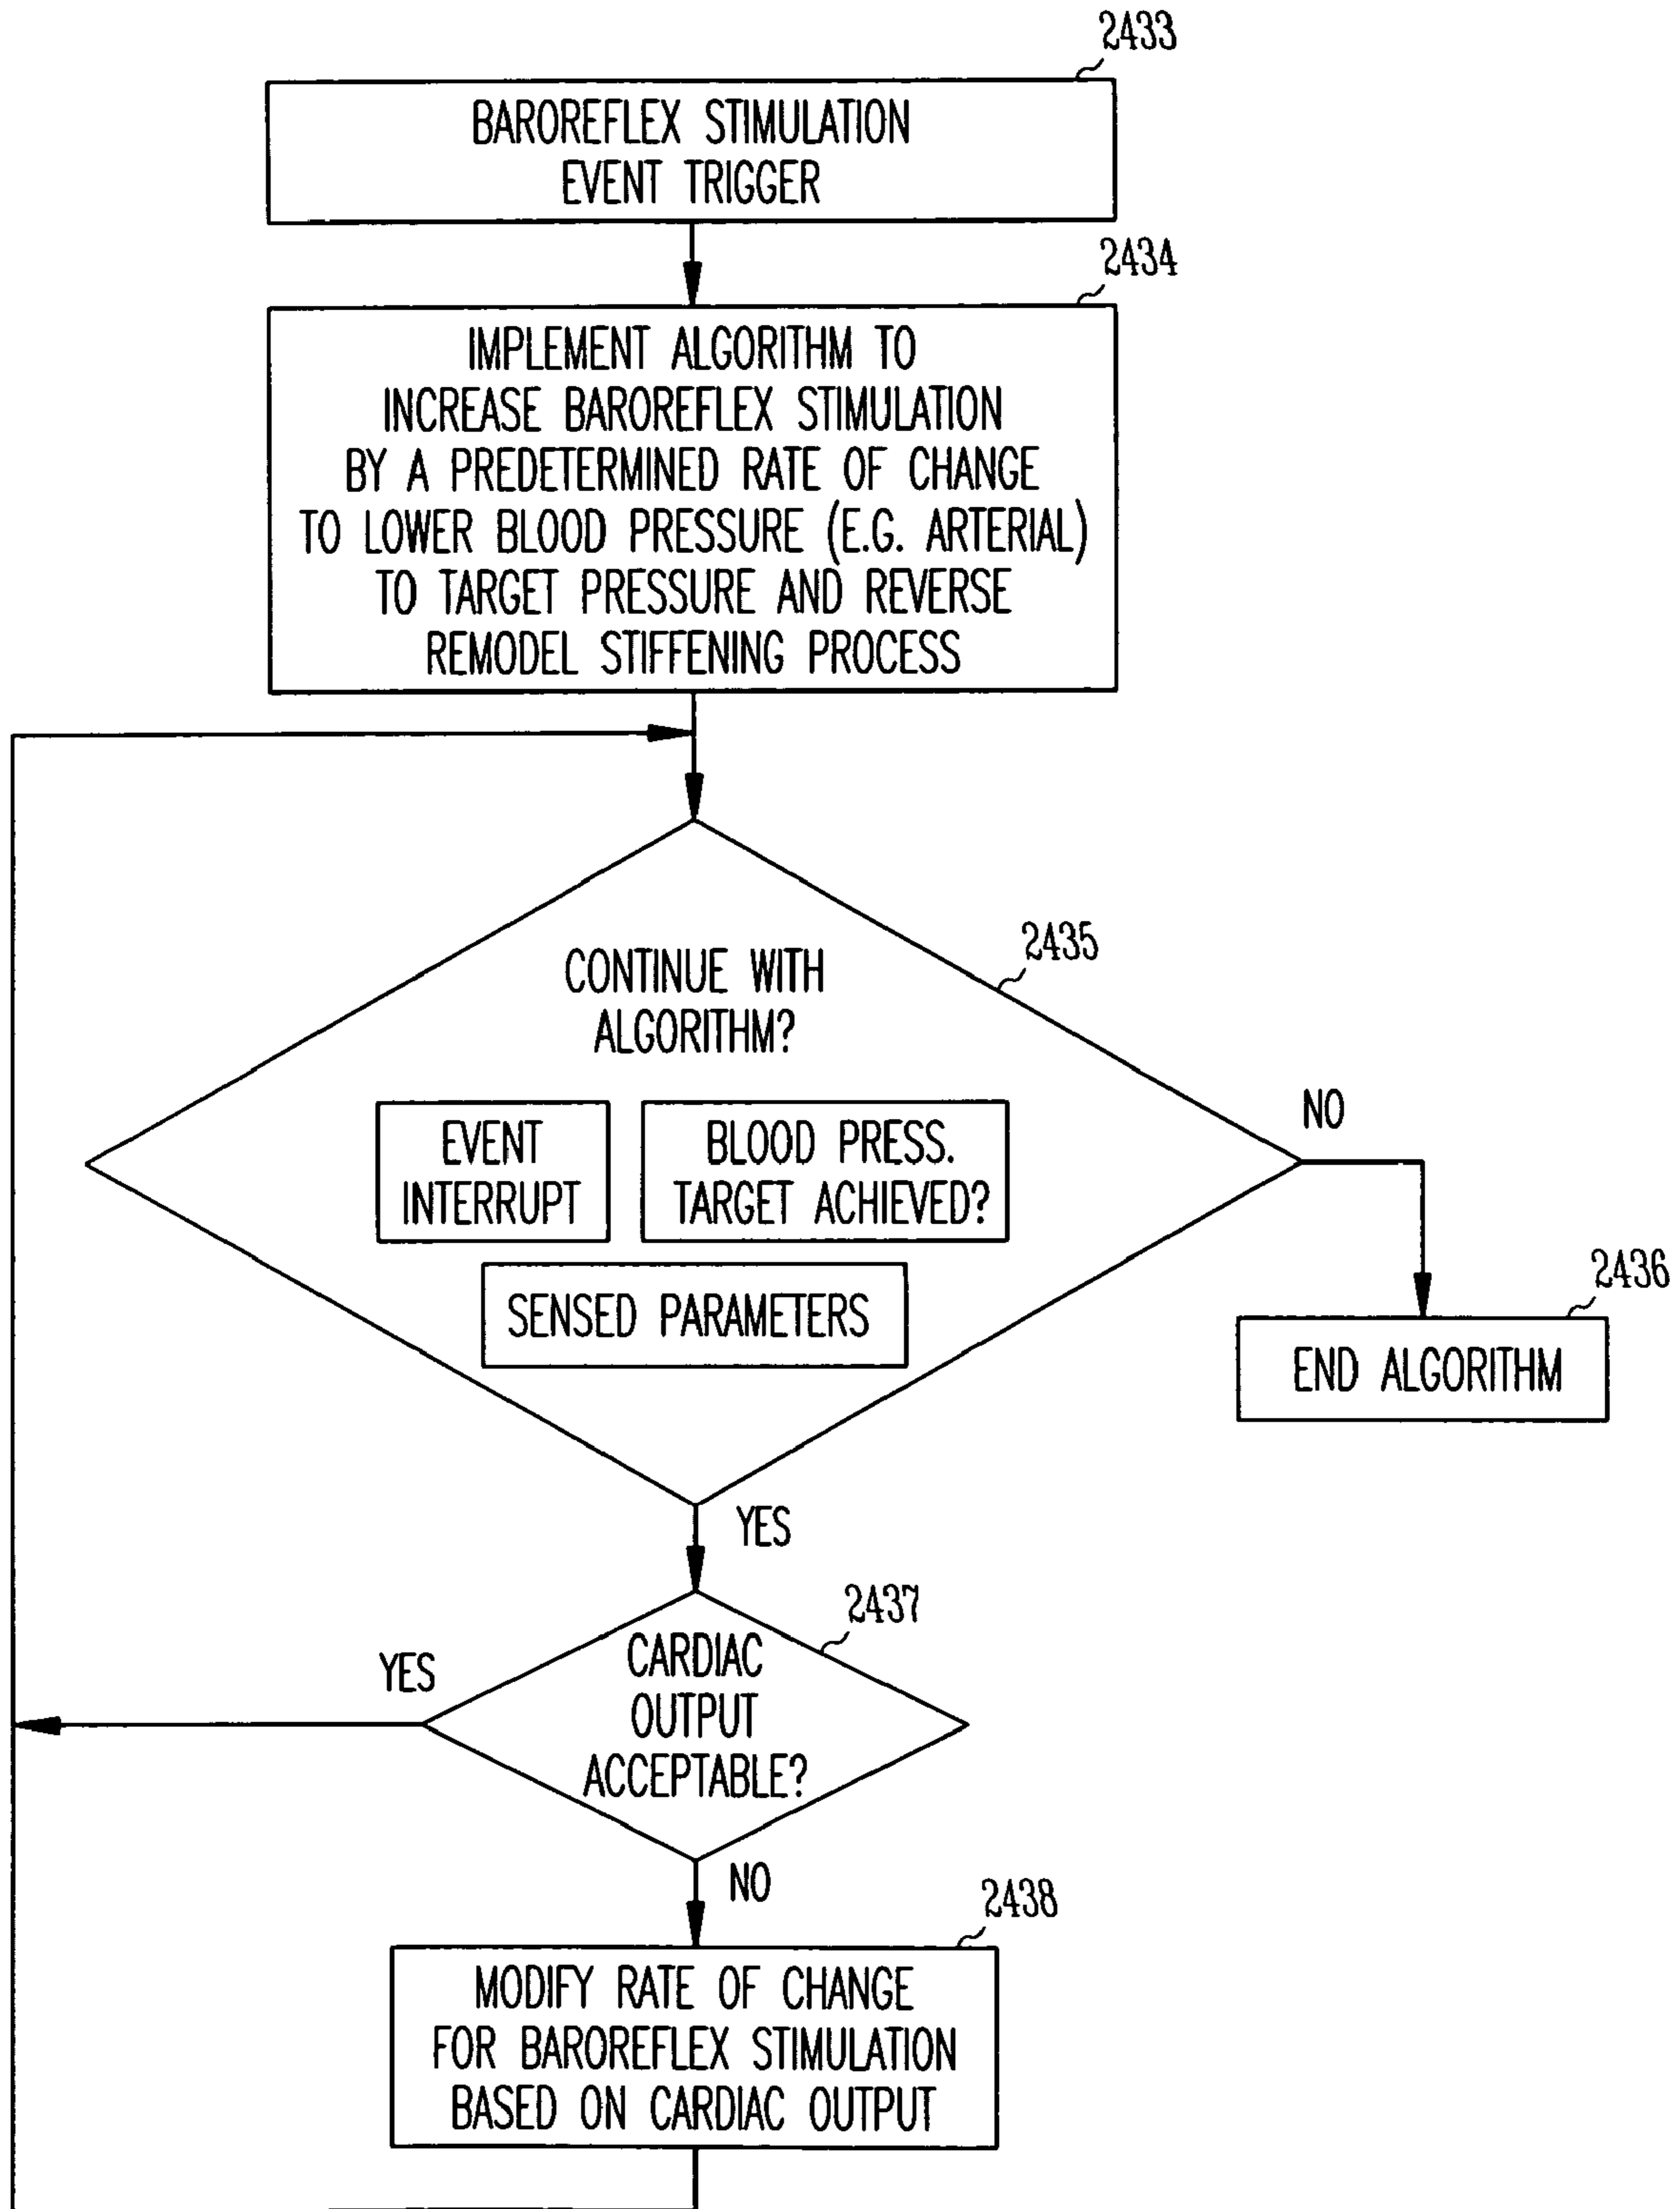 2433
BAROREFLEX STIMULATION
EVENT TRIGGER
2434
IMPLEMENT ALGORITHM TO
INCREASE BAROREFLEX STIMULATION
BY A PREDETERMINED RATE OF CHANGE
TO LOWER BLOOD PRESSURE (E.G. ARTERIAL)
TO TARGET PRESSURE AND REVERSE
REMODEL STIFFENING PROCESS
2435
CONTINUE WITH
ALGORITHM?
EVENT
INTERRUPT
BLOOD PRESS.
TARGET ACHIEVED?
SENSED PARAMETERS
NO
2436
END ALGORITHM
YES
2437
CARDIAC
OUTPUT
ACCEPTABLE?
YES
NO
2438
MODIFY RATE OF CHANGE
FOR BAROREFLEX STIMULATION
BASED ON CARDIAC OUTPUT